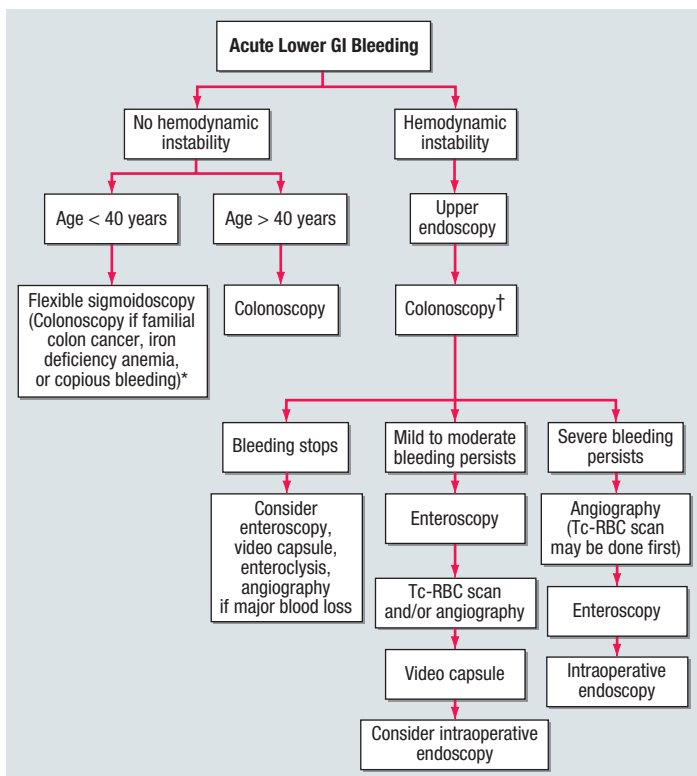 Acute Lower GI Bleeding
No hemodynamic
instability
Hemodynamic
instability
Age < 40 years
Age > 40 years
Upper
endoscopy
Flexible sigmoidoscopy
(Colonoscopy if familial
colon cancer, iron
deficiency anemia,
or copious bleeding)*
Colonoscopy
Colonoscopy†
Bleeding stops
Mild to moderate
bleeding persists
Severe bleeding
persists
Consider
enteroscopy,
video capsule,
enteroclysis,
angiography
if major blood loss
Enteroscopy
Angiography
(Tc-RBC scan
may be done first)
Tc-RBC scan
and/or angiography
Enteroscopy
Video capsule
Intraoperative
endoscopy
Consider intraoperative
endoscopy